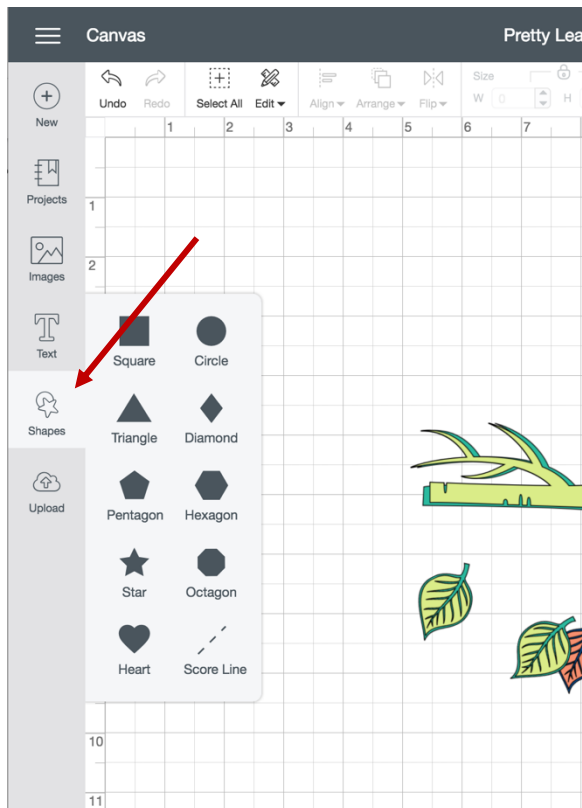 Canvas
Pretty Lea
Undo Redo Select All Edit Align Arrange Flip Size
W 0 H
New
Projects
Images
Text
Shapes
Upload
1 2 3 4 5 6 7
1
2
10
11
Square Circle
Triangle Diamond
Pentagon Hexagon
Star Octagon
Heart Score Line